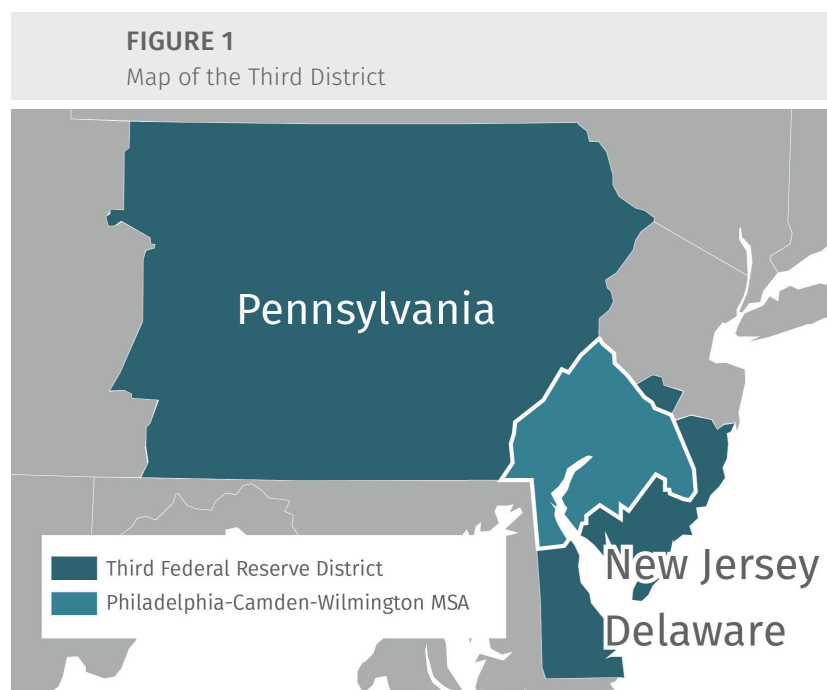 FIGURE 1
Map of the Third District
Pennsylvania
New Jersey
Delaware
Third Federal Reserve District
Philadelphia-Camden-Wilmington MSA